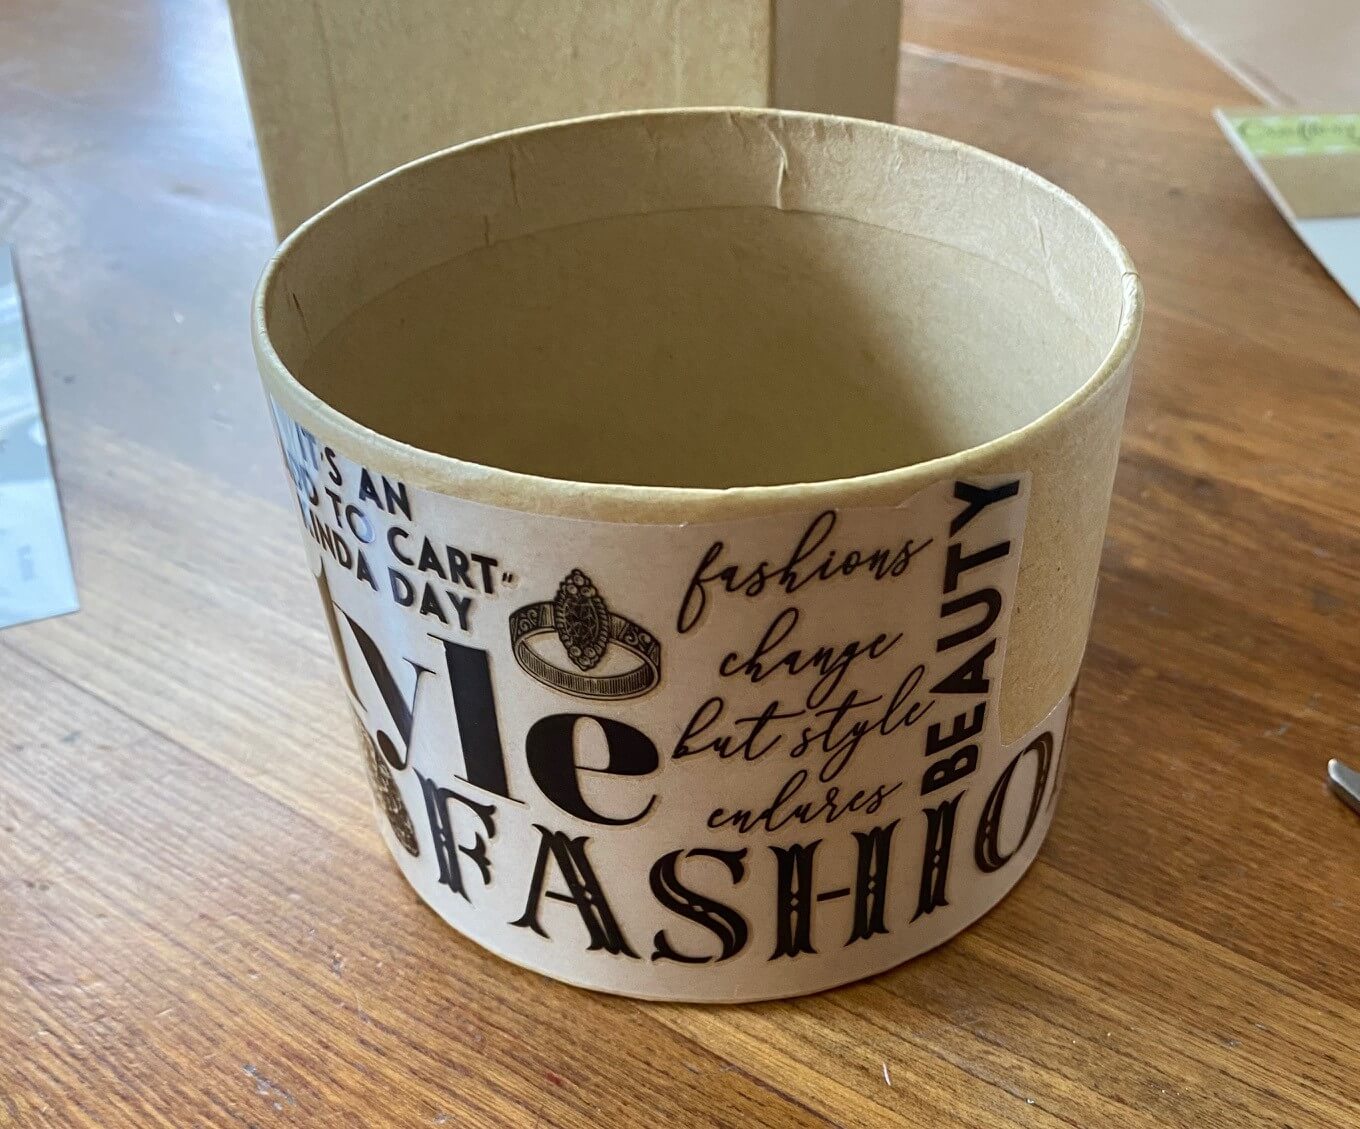 IT'S AN
TO CART"
KINDA DAY
yle
fashions
change
but style
endures
BEAUTY
FASHIO